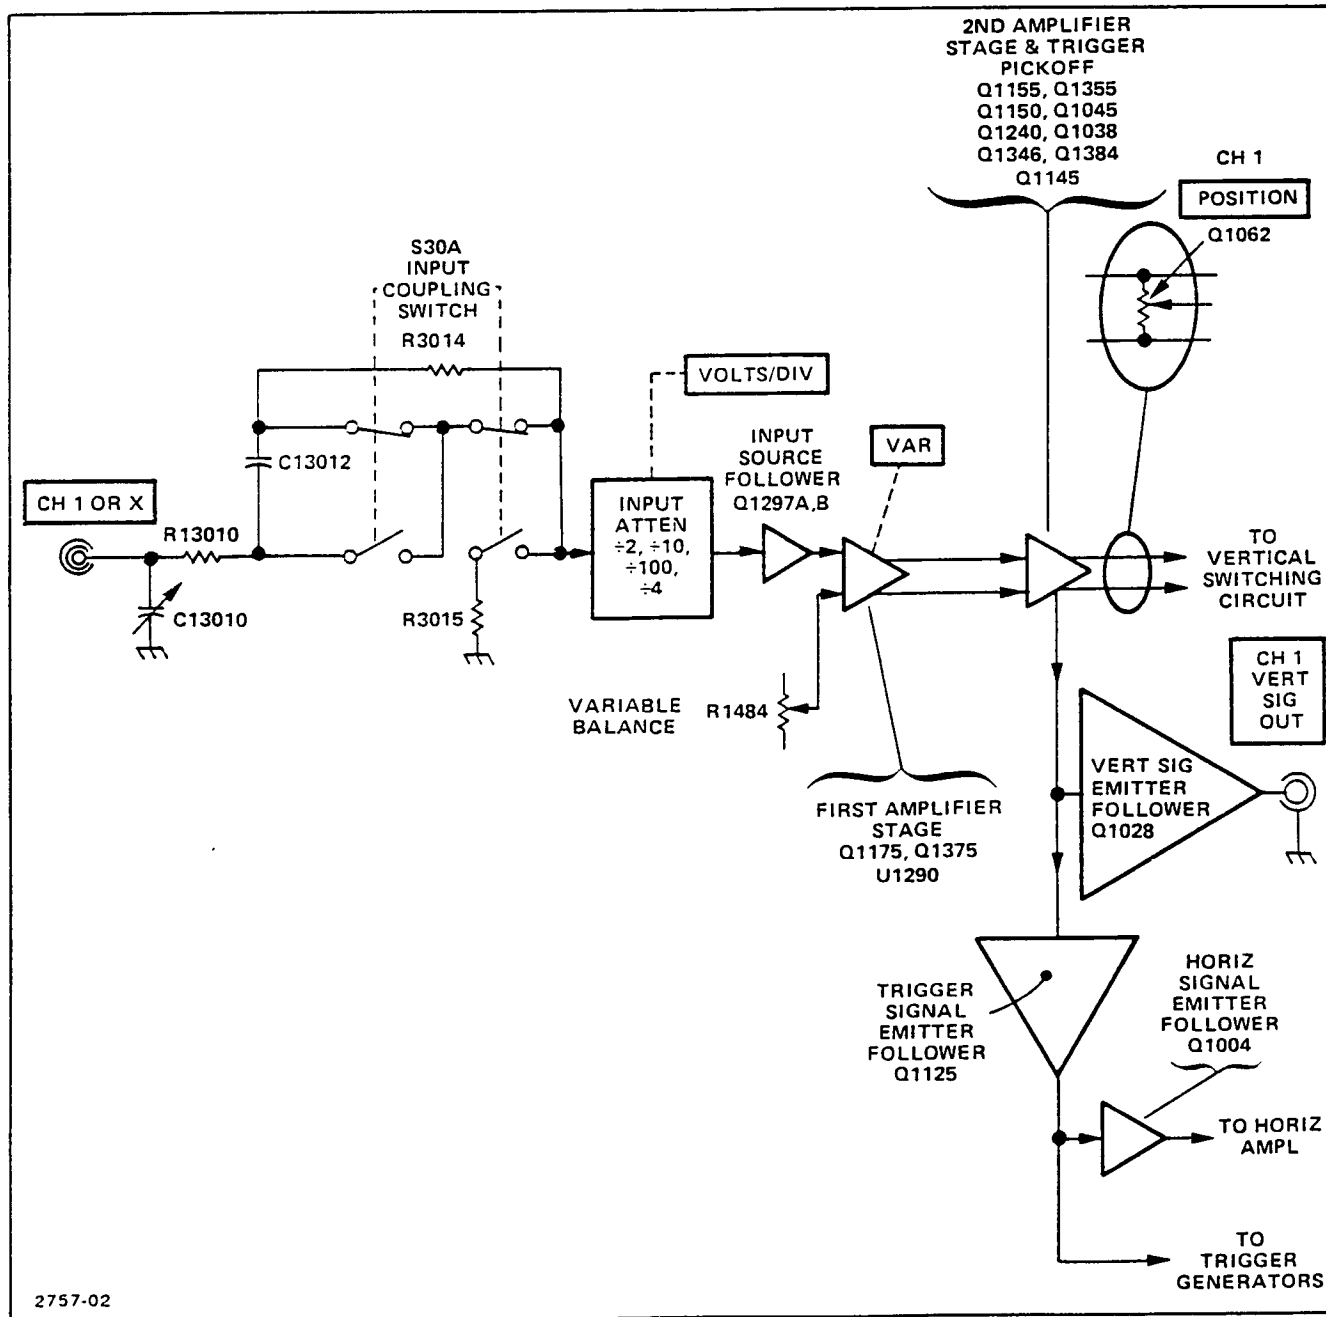 2ND AMPLIFIER
STAGE & TRIGGER
PICKOFF
Q1155, Q1355
Q1150, Q1045
Q1240, Q1038
Q1346, Q1384
Q1145
CH 1
POSITION
Q1062
S30A
INPUT
COUPLING
SWITCH
R3014
VOLTS/DIV
C13012
INPUT
SOURCE
FOLLOWER
Q1297A,B
VAR
CH 1 OR X
R13010
C13010
R3015
INPUT
ATTEN
÷2, ÷10,
÷100,
÷4
TO
VERTICAL
SWITCHING
CIRCUIT
VARIABLE
BALANCE
R1484
CH 1
VERT
SIG
OUT
VERT SIG
EMITTER
FOLLOWER
Q1028
FIRST AMPLIFIER
STAGE
Q1175, Q1375
U1290
TRIGGER
SIGNAL
EMITTER
FOLLOWER
Q1125
HORIZ
SIGNAL
EMITTER
FOLLOWER
Q1004
TO HORIZ
AMPL
TO
TRIGGER
GENERATORS
2757-02